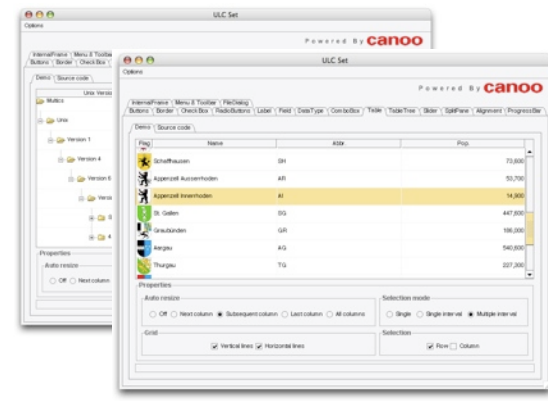 ULC Set
Options
Powered By canoo
InternalFrame Menu & Toolbar
Buttons Border CheckBox
Demo Source code
Unix Versio
Multics
Unix
Version 1
Version 4
Version 6
Versio
Properties
Auto resize
Off Next column
ULC Set
Options
Powered By canoo
InternalFrame Menu & Toolbar FileDialog
Buttons Border CheckBox RadioButtons Label Field DataType ComboBox Table TableTree Slider SplitPane Alignment ProgressBar
Demo Source code
Flag Name Abbr. Pop.
Schaffhausen SH 73,800
Appenzell Ausserrhoden AR 53,700
Appenzell Innerrhoden AI 14,900
St. Gallen SG 447,600
Graubünden GR 186,000
Aargau AG 540,600
Thurgau TG 227,300
Properties
Auto resize
Off Next column Subsequent column Last column All columns
Selection mode
Single Single interval Multiple interval
Grid
Vertical lines Horizontal lines
Selection
Row Column